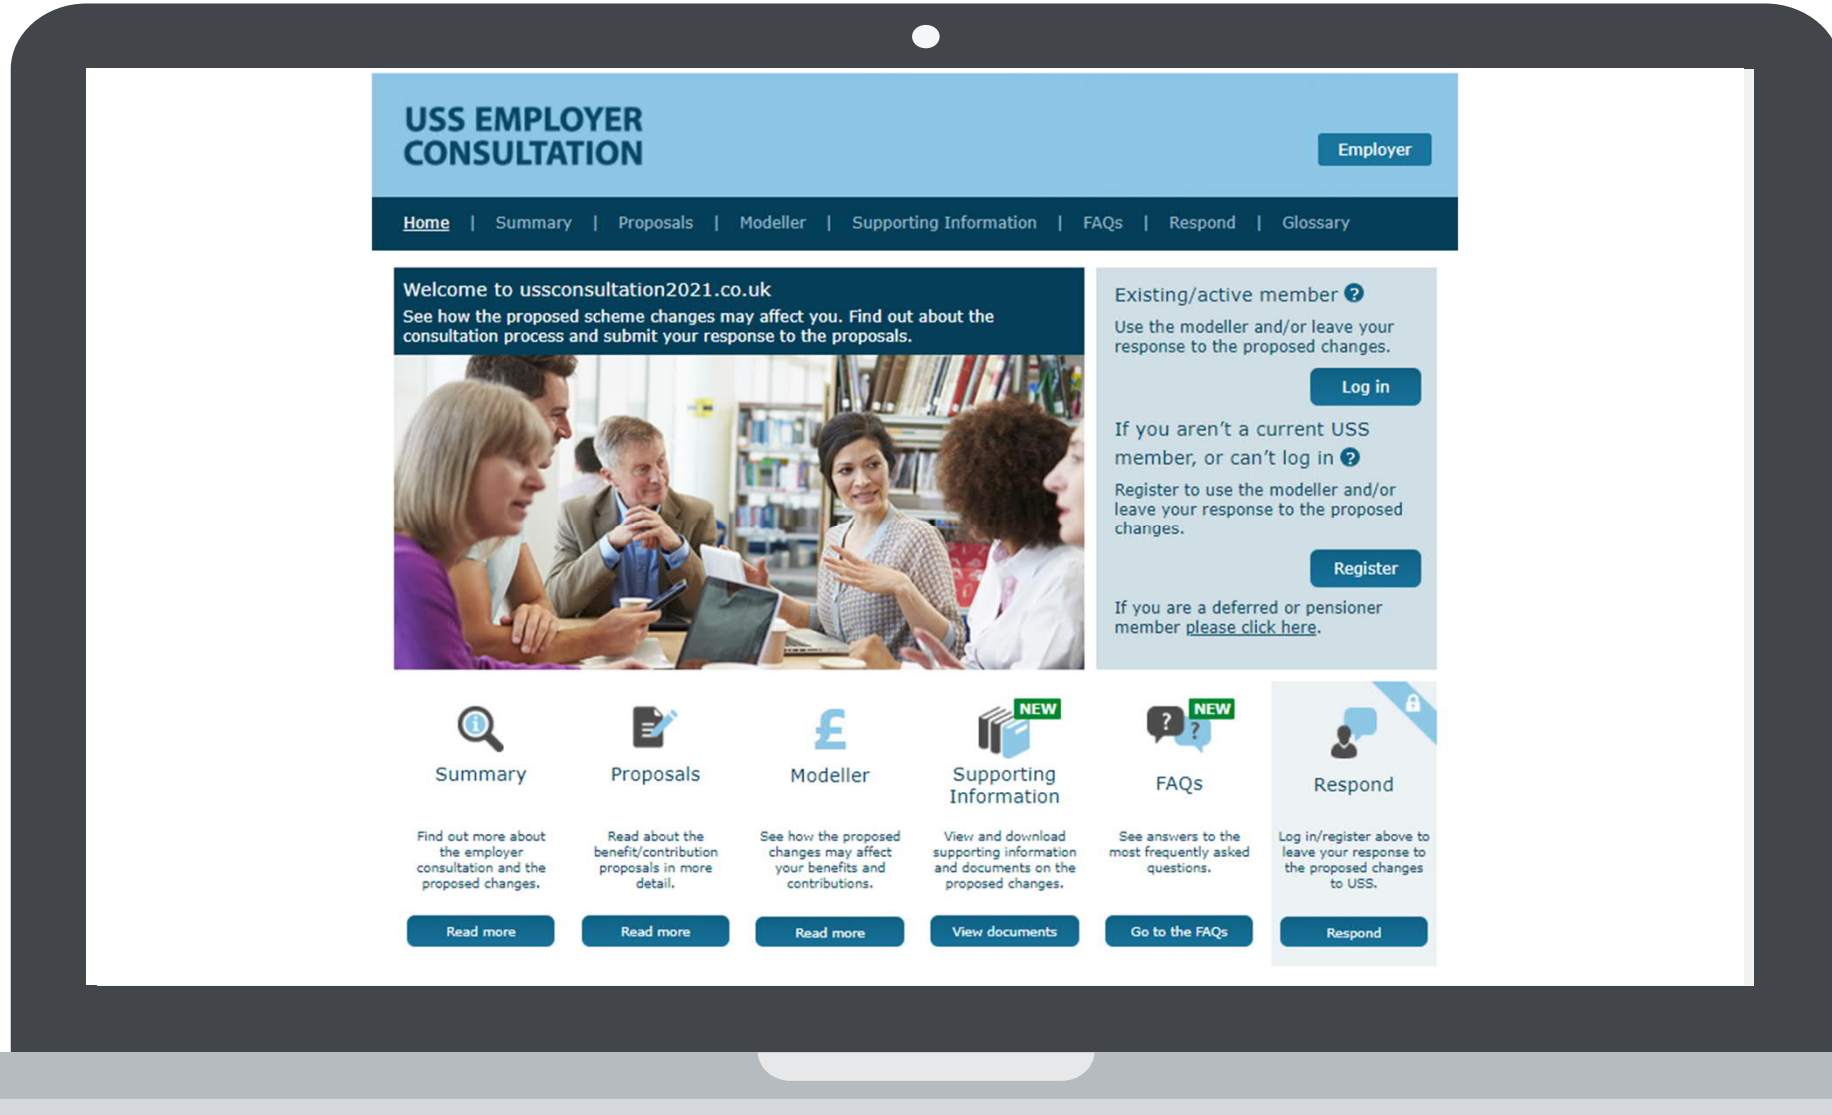 USS EMPLOYER
CONSULTATION
Employer
Home | Summary | Proposals | Modeller | Supporting Information | FAQs | Respond | Glossary
Welcome to ussconsultation2021.co.uk
See how the proposed scheme changes may affect you. Find out about the
consultation process and submit your response to the proposals.
Existing/active member ?
Use the modeller and/or leave your
response to the proposed changes.
Log in
If you aren't a current USS
member, or can't log in ?
Register to use the modeller and/or
leave your response to the proposed
changes.
Register
If you are a deferred or pensioner
member please click here.
Summary
Find out more about
the employer
consultation and the
proposed changes.
Read more
Proposals
Read about the
benefit/contribution
proposals in more
detail.
Read more
£
Modeller
See how the proposed
changes may affect
your benefits and
contributions.
Read more
NEW
Supporting
Information
View and download
supporting information
and documents on the
proposed changes.
View documents
NEW
? ?
FAQs
See answers to the
most frequently asked
questions.
Go to the FAQs
Respond
Log in/register above to
leave your response to
the proposed changes
to USS.
Respond